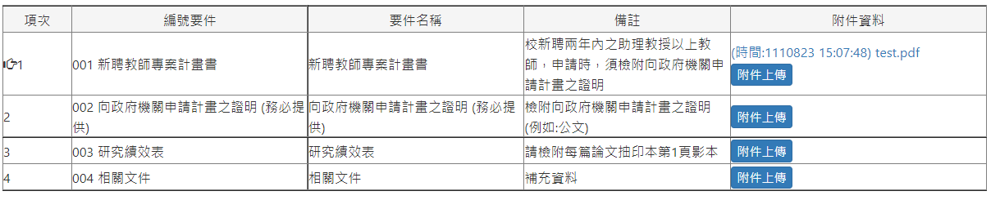 項次 編號要件 要件名稱 備註 附件資料
1 001 新聘教師專案計畫書 新聘教師專案計畫書
校新聘兩年內之助理教授以上教
師，申請時，須檢附向政府機關申
請計畫之證明
(時間:1110823 15:07:48) test.pdf
附件上傳
2
002 向政府機關申請計畫之證明 (務必提
供)
向政府機關申請計畫之證明 (務必提
供)
檢附向政府機關申請計畫之證明
(例如:公文)
附件上傳
3 003 研究績效表 研究績效表 請檢附每篇論文抽印本第1頁影本 附件上傳
4 004 相關文件 相關文件 補充資料 附件上傳